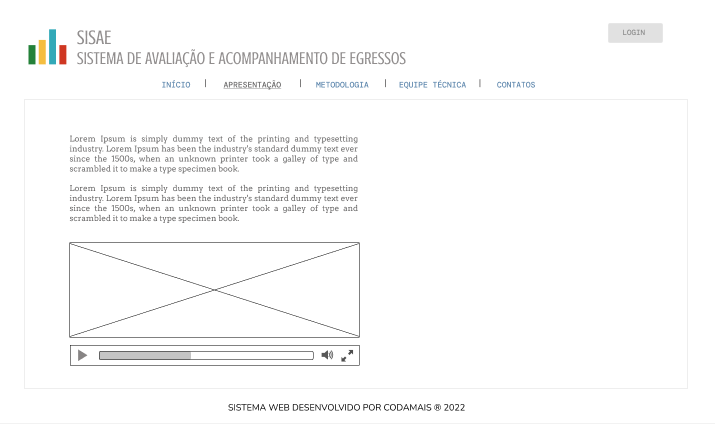 SISAE
SISTEMA DE AVALIAÇÃO E ACOMPANHAMENTO DE EGRESSOS
LOGIN
INÍCIO | APRESENTAÇÃO | METODOLOGIA | EQUIPE TÉCNICA | CONTATOS
Lorem Ipsum is simply dummy text of the printing and typesetting
industry. Lorem Ipsum has been the industry's standard dummy text ever
since the 1500s, when an unknown printer took a galley of type and
scrambled it to make a type specimen book.
Lorem Ipsum is simply dummy text of the printing and typesetting
industry. Lorem Ipsum has been the industry's standard dummy text ever
since the 1500s, when an unknown printer took a galley of type and
scrambled it to make a type specimen book.
SISTEMA WEB DESENVOLVIDO POR CODAMAIS ® 2022